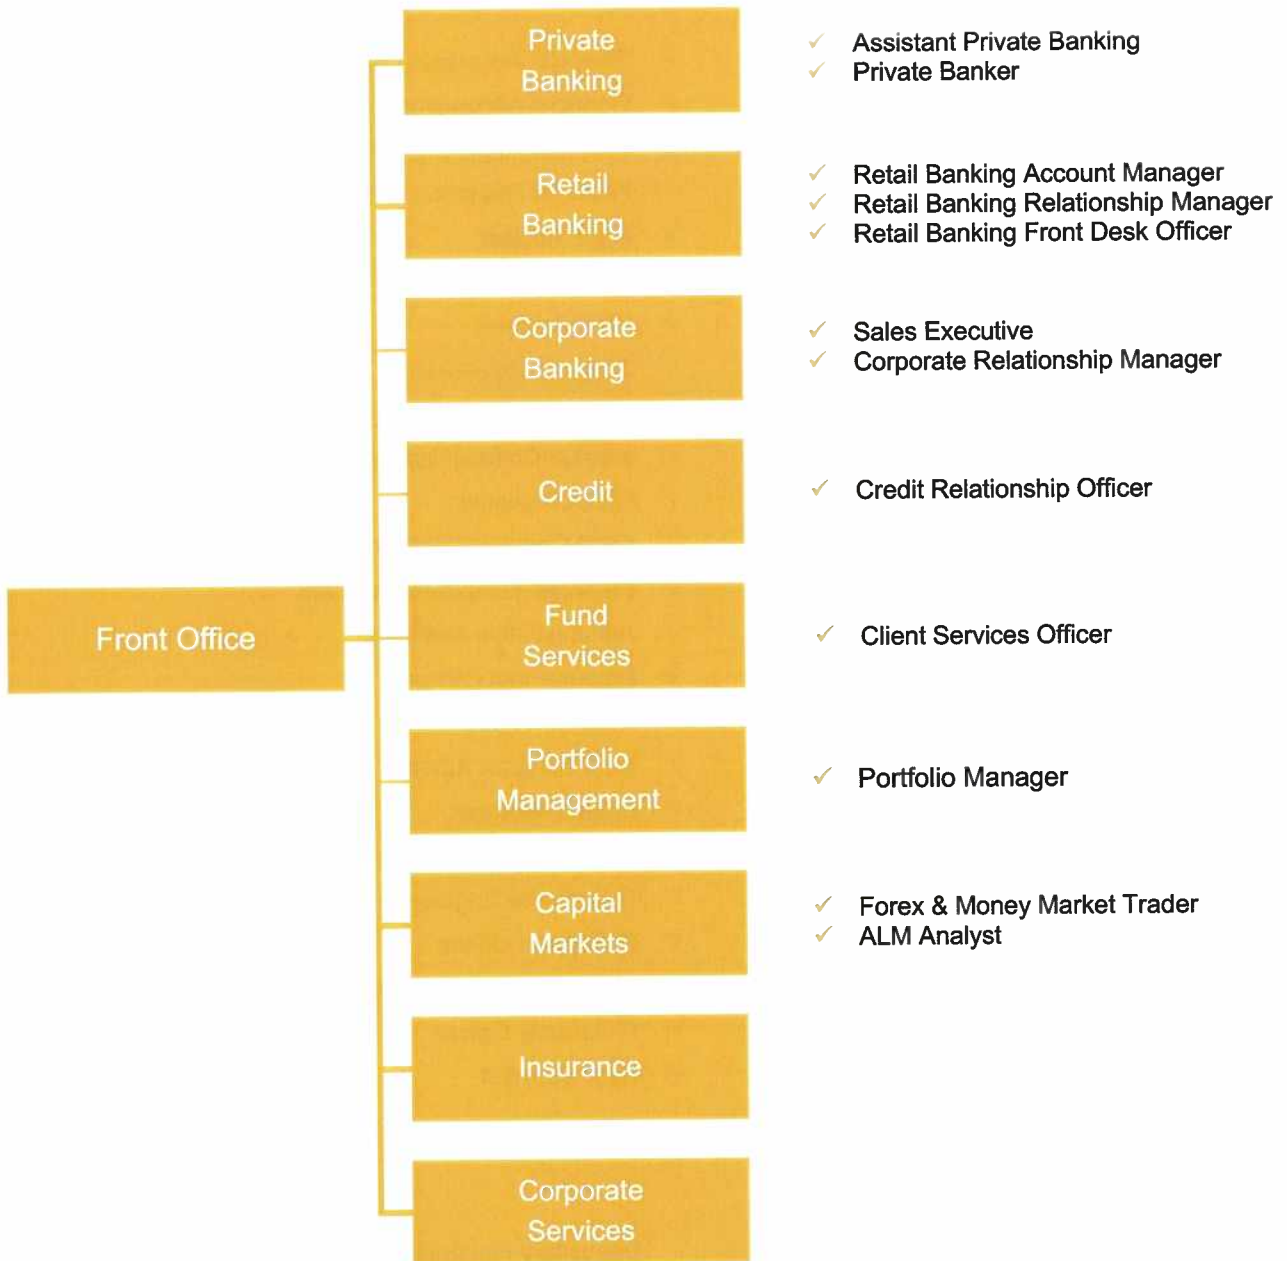 Private
Banking
Assistant Private Banking
Private Banker
Retail
Banking
Retail Banking Account Manager
Retail Banking Relationship Manager
Retail Banking Front Desk Officer
Corporate
Banking
Sales Executive
Corporate Relationship Manager
Credit
Credit Relationship Officer
Front Office
Fund
Services
Client Services Officer
Portfolio
Management
Portfolio Manager
Capital
Markets
Forex & Money Market Trader
ALM Analyst
Insurance
Corporate
Services